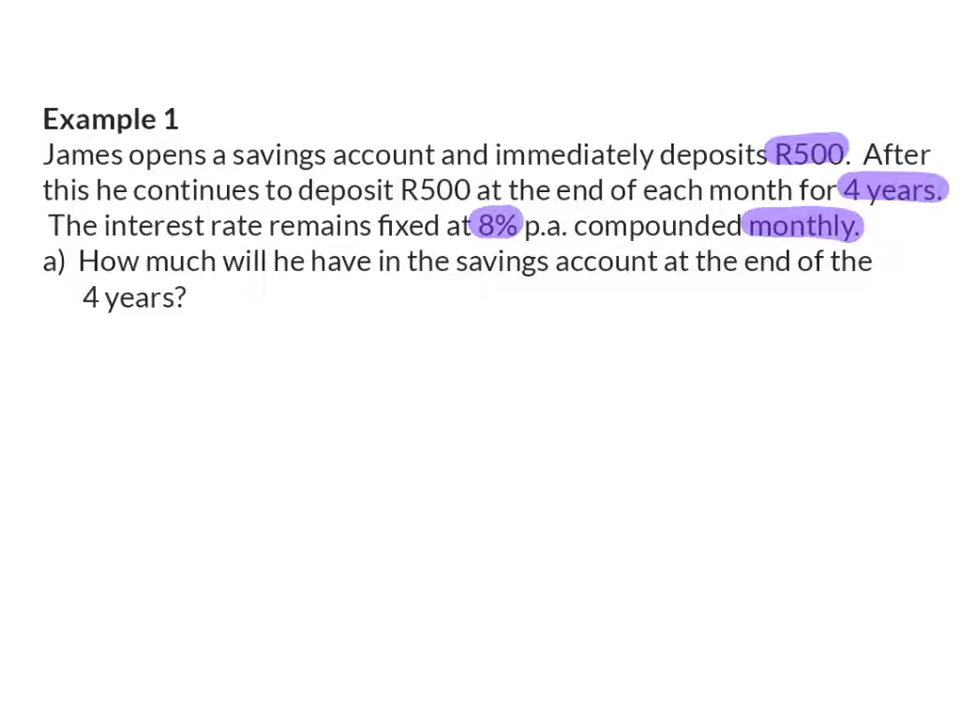 Example 1
James opens a savings account and immediately deposits R500. After
this he continues to deposit R500 at the end of each month for 4 years.
The interest rate remains fixed at 8% p.a. compounded monthly.
a) How much will he have in the savings account at the end of the
4 years?